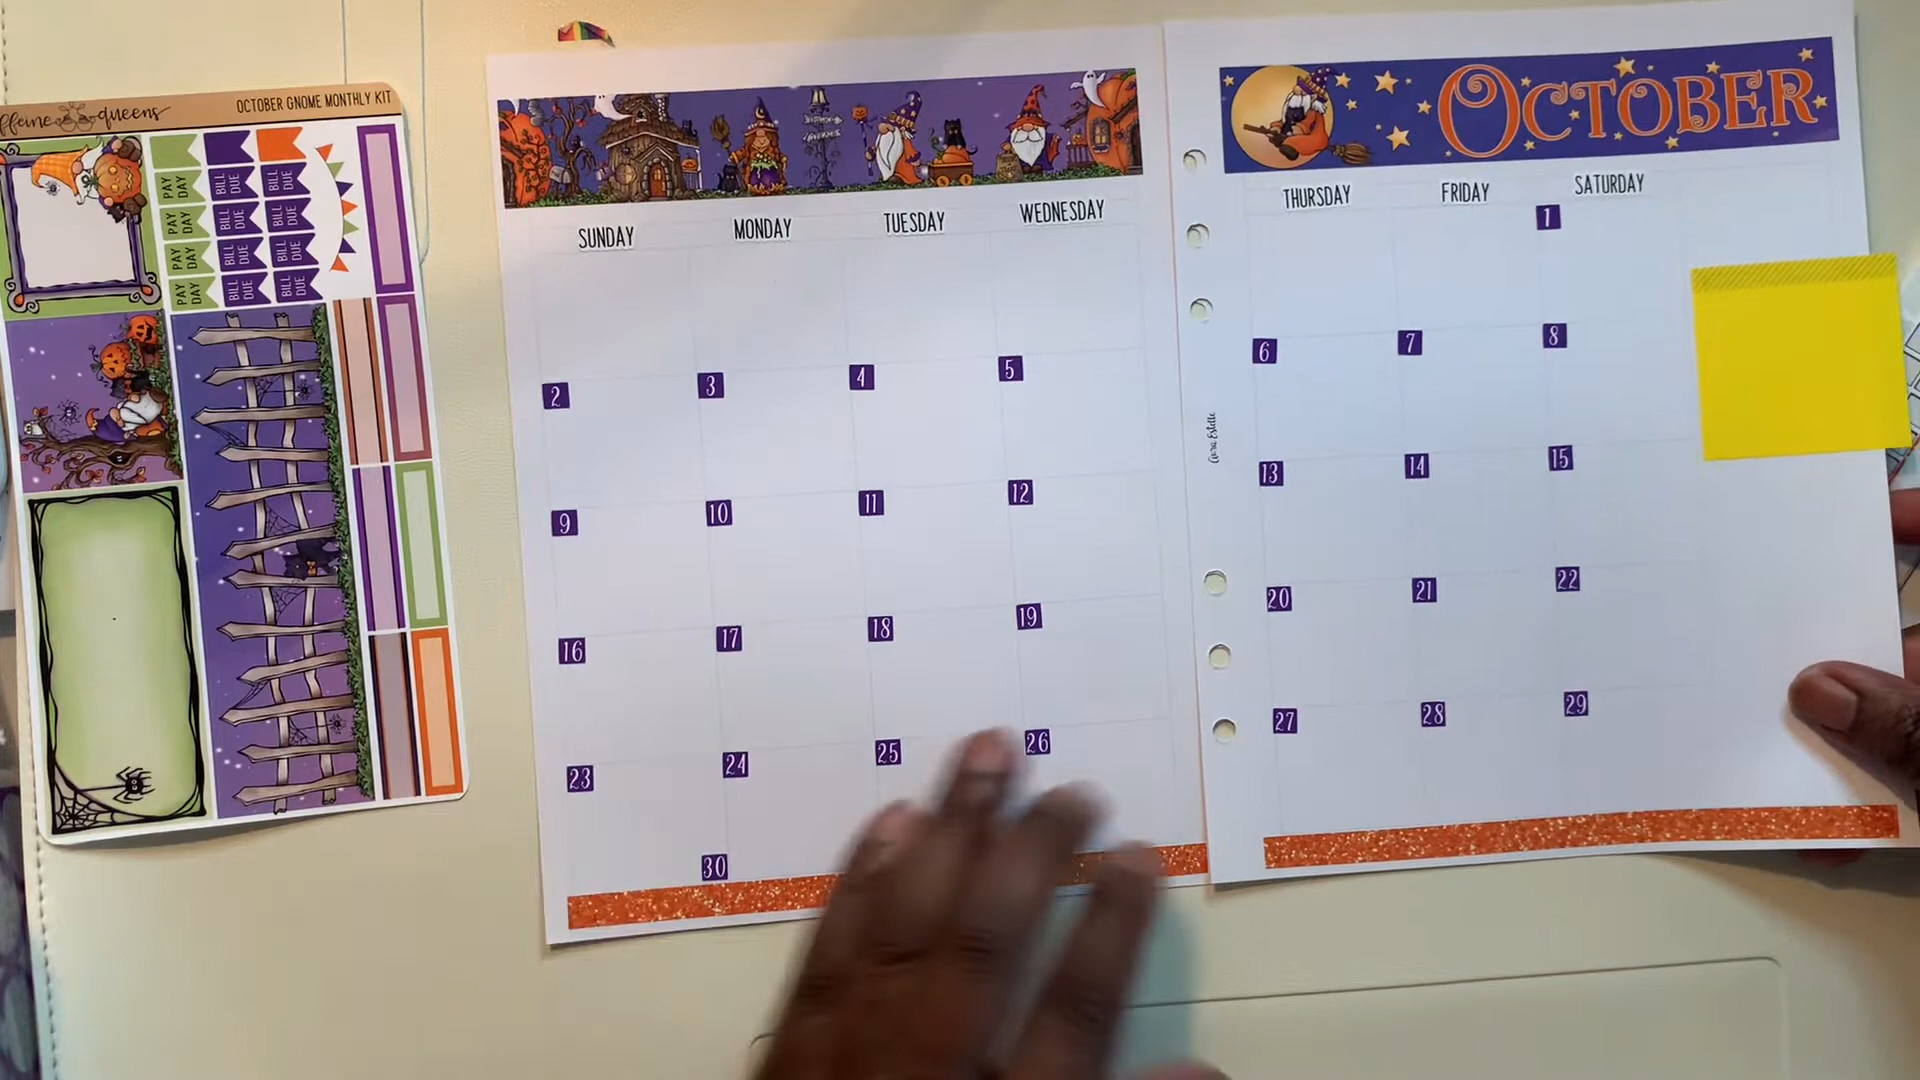 ffeine queens
OCTOBER GNOME MONTHLY KIT
PAY DAY BILL DUE BILL DUE
PAY DAY BILL DUE BILL DUE
PAY DAY BILL DUE BILL DUE
PAY DAY BILL DUE BILL DUE
OCTOBER
SUNDAY MONDAY TUESDAY WEDNESDAY THURSDAY FRIDAY SATURDAY
1
2 3 4 5 6 7 8
9 10 11 12 13 14 15
16 17 18 19 20 21 22
23 24 25 26 27 28 29
30